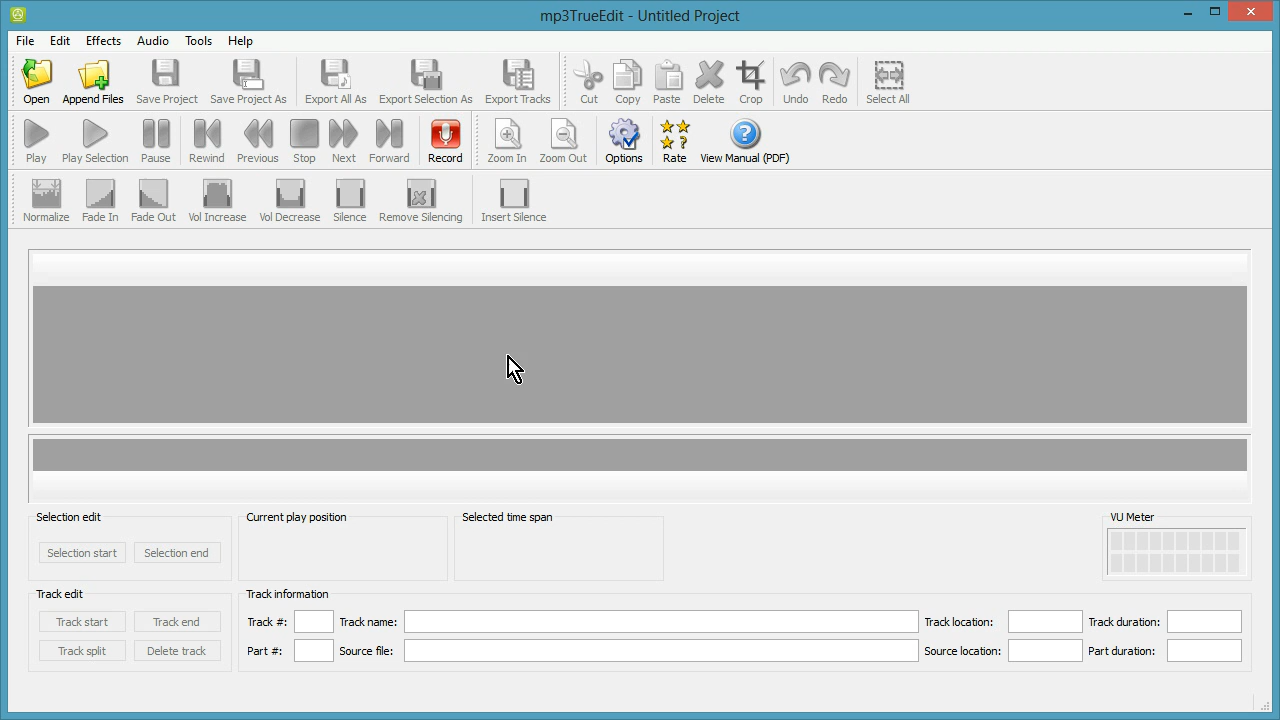 mp3TrueEdit - Untitled Project
File Edit Effects Audio Tools Help
Open Append Files Save Project Save Project As Export All As Export Selection As Export Tracks Cut Copy Paste Delete Crop Undo Redo Select All
Play Play Selection Pause Rewind Previous Stop Next Forward Record Zoom In Zoom Out Options Rate View Manual (PDF)
Normalize Fade In Fade Out Vol Increase Vol Decrease Silence Remove Silencing Insert Silence
Selection edit Current play position Selected time span VU Meter
Selection start Selection end
Track edit Track information
Track start Track end Track #: Track name: Track location: Track duration:
Track split Delete track Part #: Source file: Source location: Part duration: